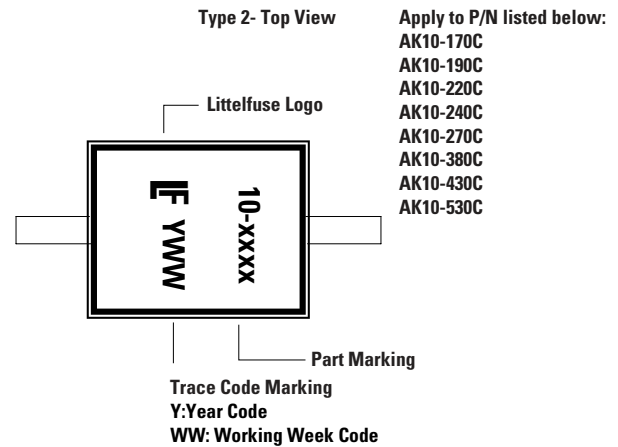 Type 2- Top View
Apply to P/N listed below:
AK10-170C
AK10-190C
AK10-220C
AK10-240C
AK10-270C
AK10-380C
AK10-430C
AK10-530C
Littelfuse Logo
LF YWW
10-xxxx
Part Marking
Trace Code Marking
Y:Year Code
WW: Working Week Code